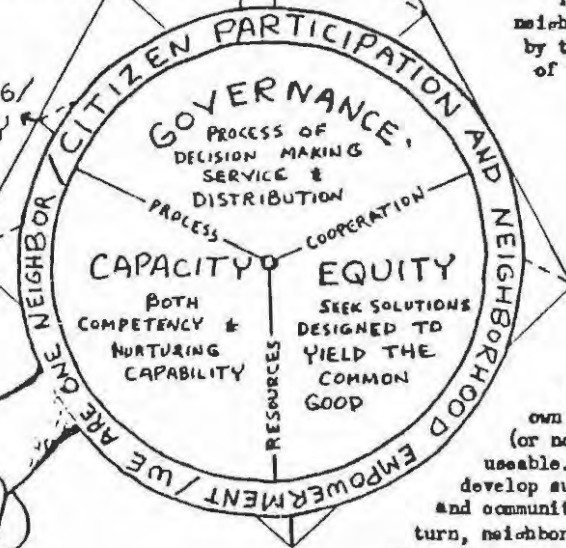 CITIZEN PARTICIPATION AND NEIGHBORHOOD EMPOWERMENT / WE ARE ONE NEIGHBOR /
GOVERNANCE.
PROCESS OF
DECISION MAKING
SERVICE &
DISTRIBUTION
PROCESS
COOPERATION
RESOURCES
CAPACITY
BOTH
COMPETENCY &
NURTURING
CAPABILITY
EQUITY
SEEK SOLUTIONS
DESIGNED TO
YIELD THE
COMMON
GOOD
neighb
by t
of
own
(or no
useable.
develop su
and communit
turn, neighbor